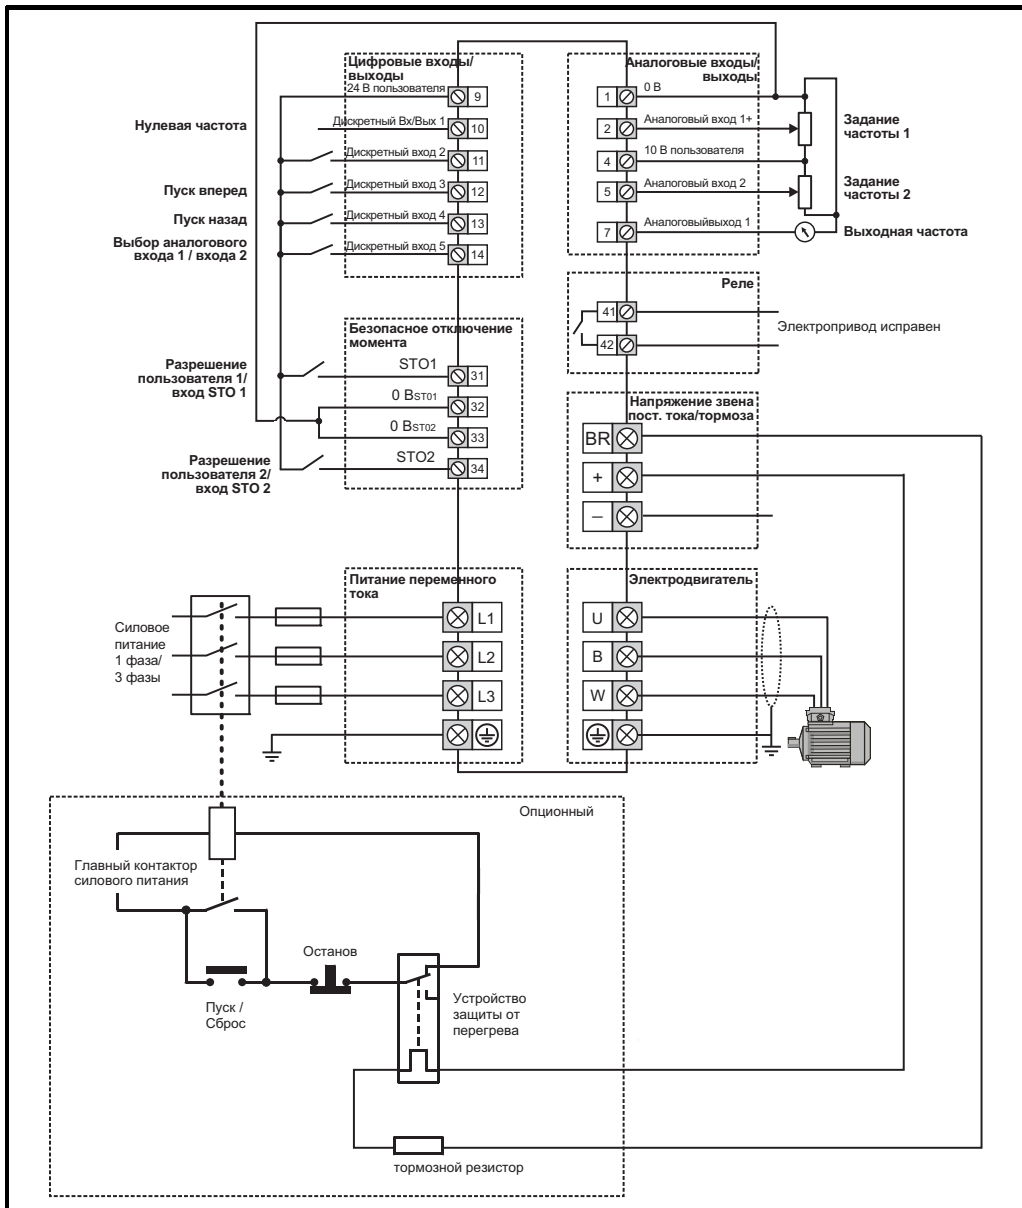 Цифровые входы/
выходы
24 В пользователя
9
Нулевая частота
Дискретный Вх/Вых 1
10
Дискретный вход 2
11
Пуск вперед
Дискретный вход 3
12
Пуск назад
Дискретный вход 4
13
Выбор аналогового
входа 1 / входа 2
Дискретный вход 5
14
Аналоговые входы/
выходы
1
0 В
2
Аналоговый вход 1+
Задание
частоты 1
4
10 В пользователя
5
Аналоговый вход 2
Задание
частоты 2
7
Аналоговыйвыход 1
Выходная частота
Реле
41
42
Электропривод исправен
Безопасное отключение
момента
Разрешение
пользователя 1/
вход STO 1
STO1
31
0 ВST01
32
0 ВST02
33
Разрешение
пользователя 2/
вход STO 2
STO2
34
Напряжение звена
пост. тока/тормоза
BR
+
–
Питание переменного
тока
Силовое
питание
1 фаза/
3 фазы
L1
L2
L3
Электродвигатель
U
В
W
Опционный
Главный контактор
силового питания
Останов
Пуск /
Сброс
Устройство
защиты от
перегрева
тормозной резистор